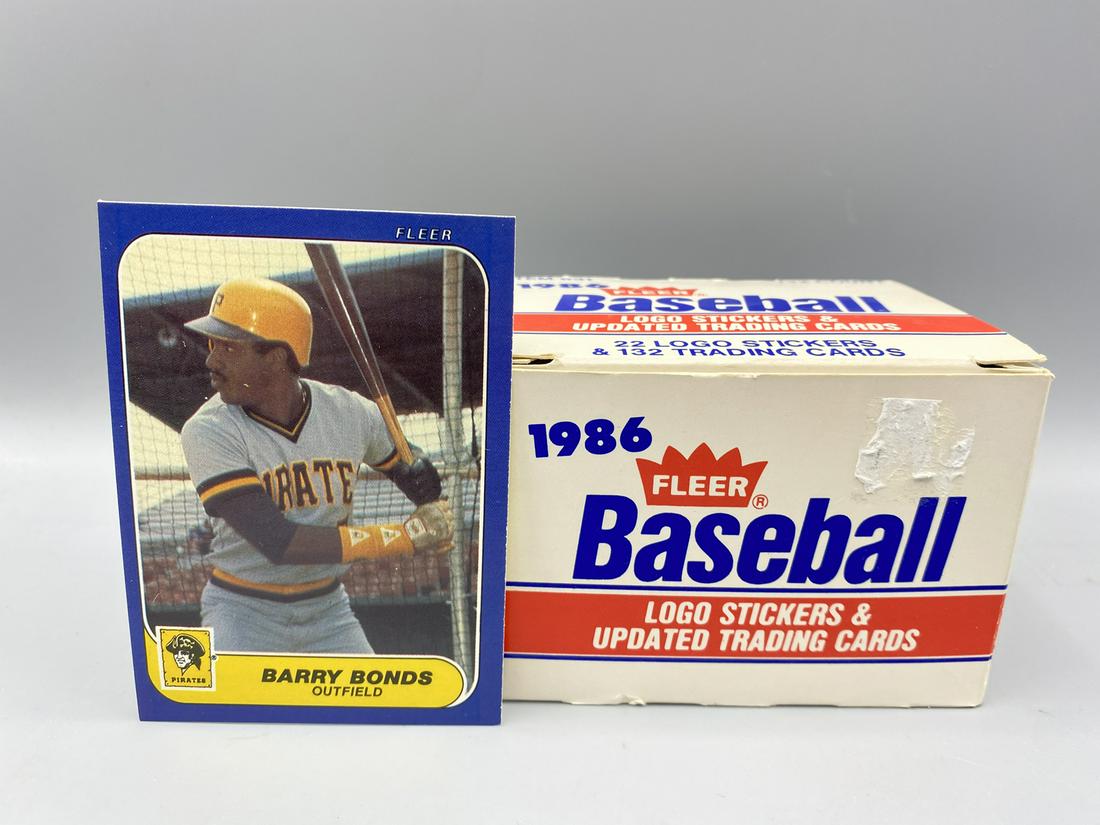 FLEER
P
PIRATE
PIRATES
®
BARRY BONDS
OUTFIELD
1986 FLEER
Baseball
LOGO STICKERS &
UPDATED TRADING CARDS
22 LOGO STICKERS
& 132 TRADING CARDS
1986
FLEER®
Baseball
LOGO STICKERS &
UPDATED TRADING CARDS